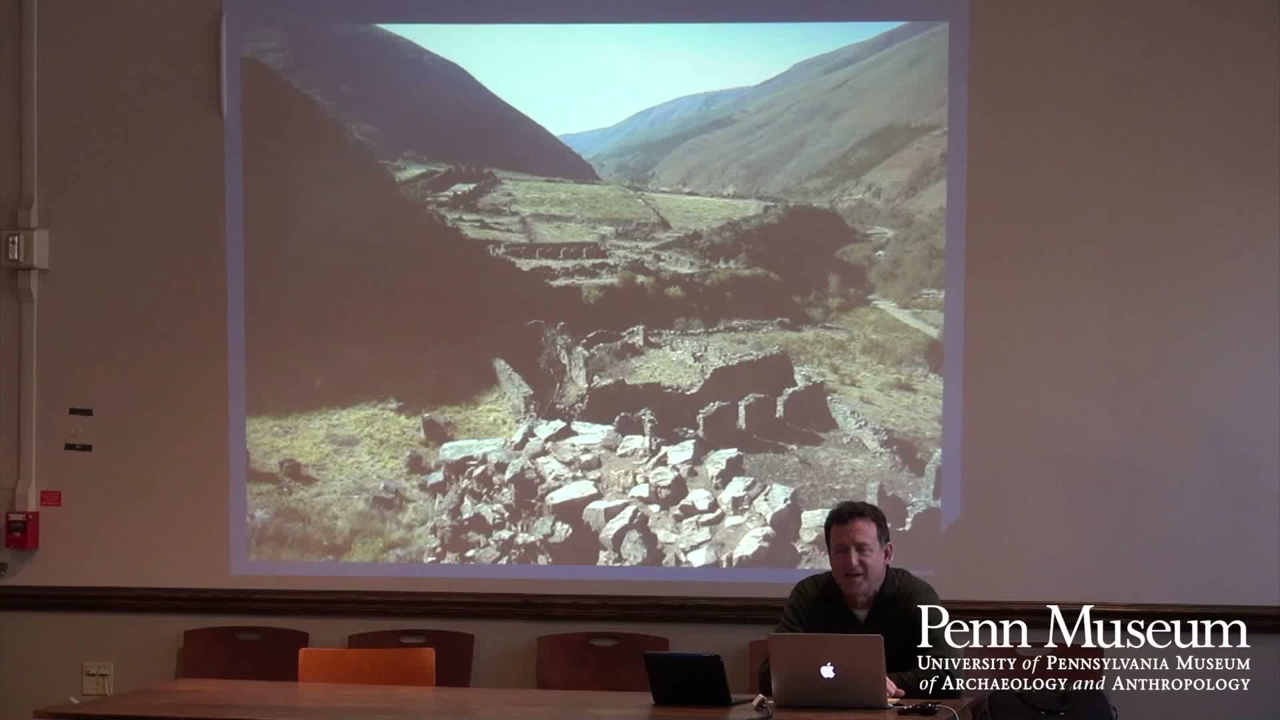 Penn Museum
University of Pennsylvania Museum
of Archaeology and Anthropology